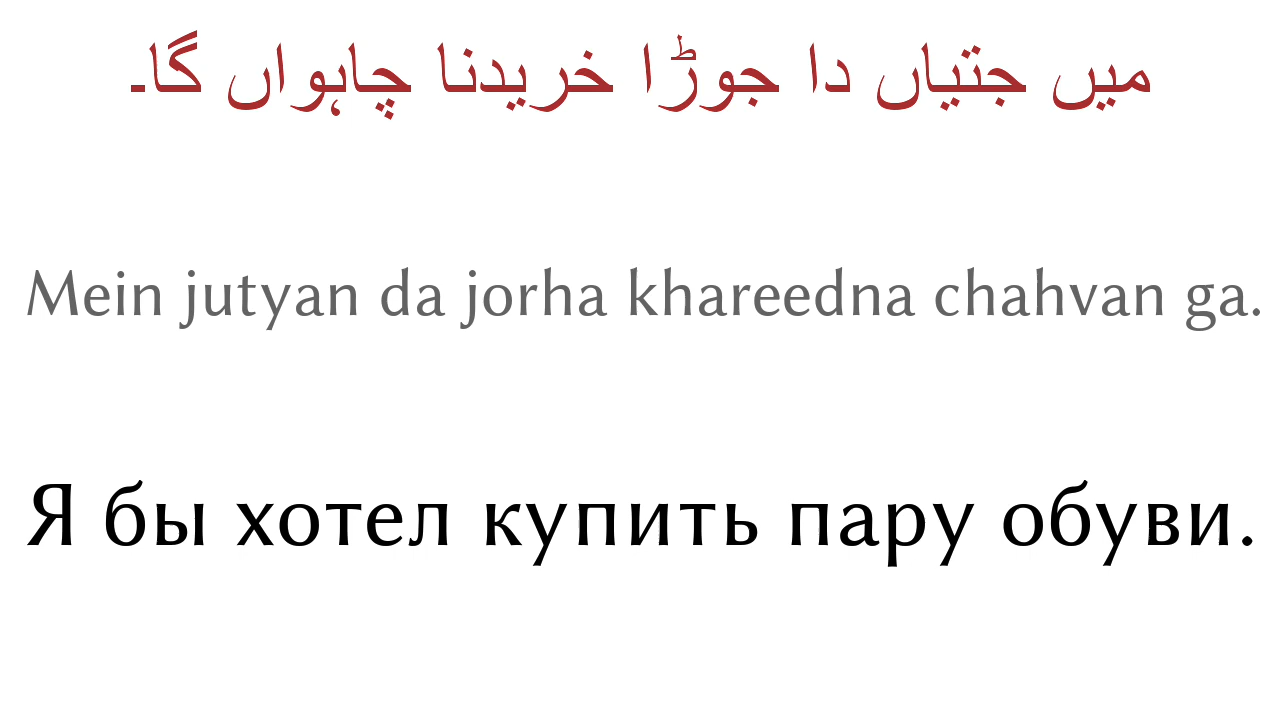 میں جتیاں دا جوڑا خریدنا چاہواں گا۔
Mein jutyan da jorha khareedna chahvan ga.
Я бы хотел купить пару обуви.